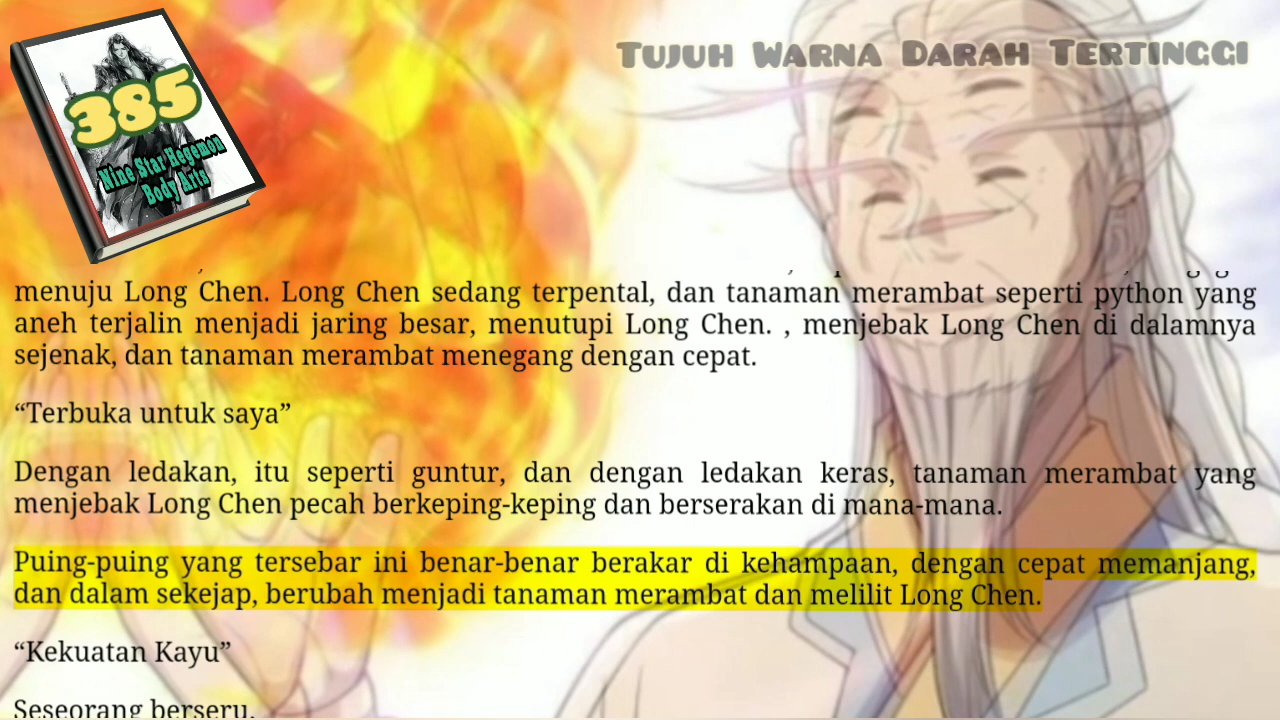 385
Nine Star Hegemon
Body Arts
Tujuh Warna Darah Tertinggi
menuju Long Chen. Long Chen sedang terpental, dan tanaman merambat seperti python yang
aneh terjalin menjadi jaring besar, menutupi Long Chen. , menjebak Long Chen di dalamnya
sejenak, dan tanaman merambat menegang dengan cepat.
“Terbuka untuk saya”
Dengan ledakan, itu seperti guntur, dan dengan ledakan keras, tanaman merambat yang
menjebak Long Chen pecah berkeping-keping dan berserakan di mana-mana.
Puing-puing yang tersebar ini benar-benar berakar di kehampaan, dengan cepat memanjang,
dan dalam sekejap, berubah menjadi tanaman merambat dan melilit Long Chen.
“Kekuatan Kayu”
Seseorang berseru.